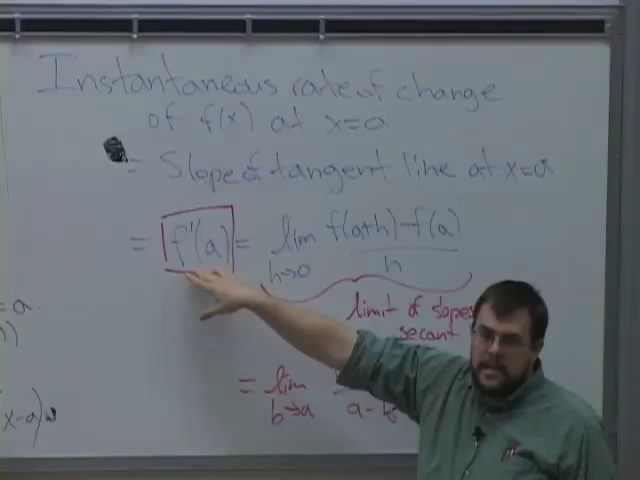 Instantaneous rate of change
of f(x) at x=a
= Slope of tangent line at x=a
= f'(a) = lim h→0 f(a+h)-f(a) / h
limit of slopes
secant
= lim b→a
a-b
= a
x-a)